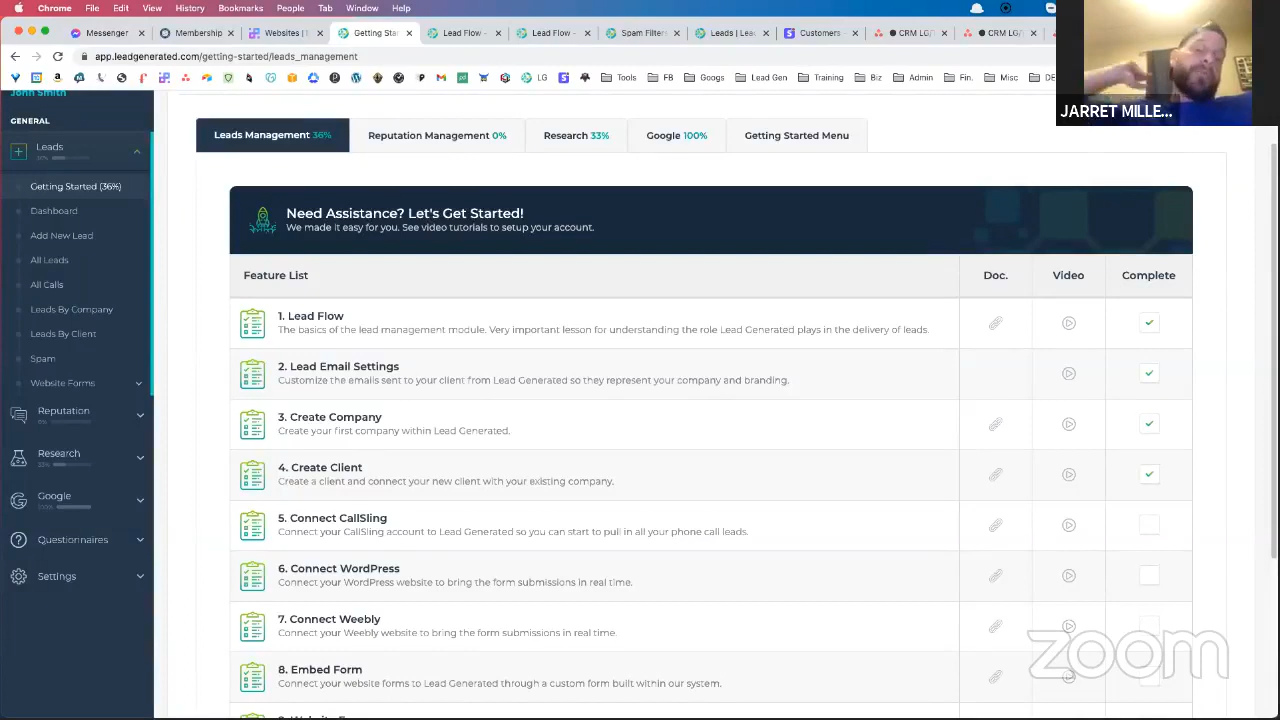 Chrome File Edit View History Bookmarks People Tab Window Help
Messenger
Membership
Websites [
Getting Star
Lead Flow -
Lead Flow -
Spam Filters
Leads | Lea
Customers -
CRM LG
CRM LG
app.leadgenerated.com/getting-started/leads_management
LG
Tools
FB
Googs
Lead Gen
Training
Biz
Admin
Fin.
Misc
JARRET MILLE...
John Smith
GENERAL
Leads
36%
Getting Started (36%)
Dashboard
Add New Lead
All Leads
All Calls
Leads By Company
Leads By Client
Spam
Website Forms
Reputation
0%
Research
33%
Google
100%
Questionnaires
Settings
Leads Management 36%
Reputation Management 0%
Research 33%
Google 100%
Getting Started Menu
Need Assistance? Let's Get Started!
We made it easy for you. See video tutorials to setup your account.
Feature List
Doc.
Video
Complete
1. Lead Flow
The basics of the lead management module. Very important lesson for understanding the role Lead Generated plays in the delivery of leads.
2. Lead Email Settings
Customize the emails sent to your client from Lead Generated so they represent your company and branding.
3. Create Company
Create your first company within Lead Generated.
4. Create Client
Create a client and connect your new client with your existing company.
5. Connect CallSling
Connect your CallSling account to Lead Generated so you can start to pull in all your phone call leads.
6. Connect WordPress
Connect your WordPress website to bring the form submissions in real time.
7. Connect Weebly
Connect your Weebly website to bring the form submissions in real time.
8. Embed Form
Connect your website forms to Lead Generated through a custom form built within our system.
zoom